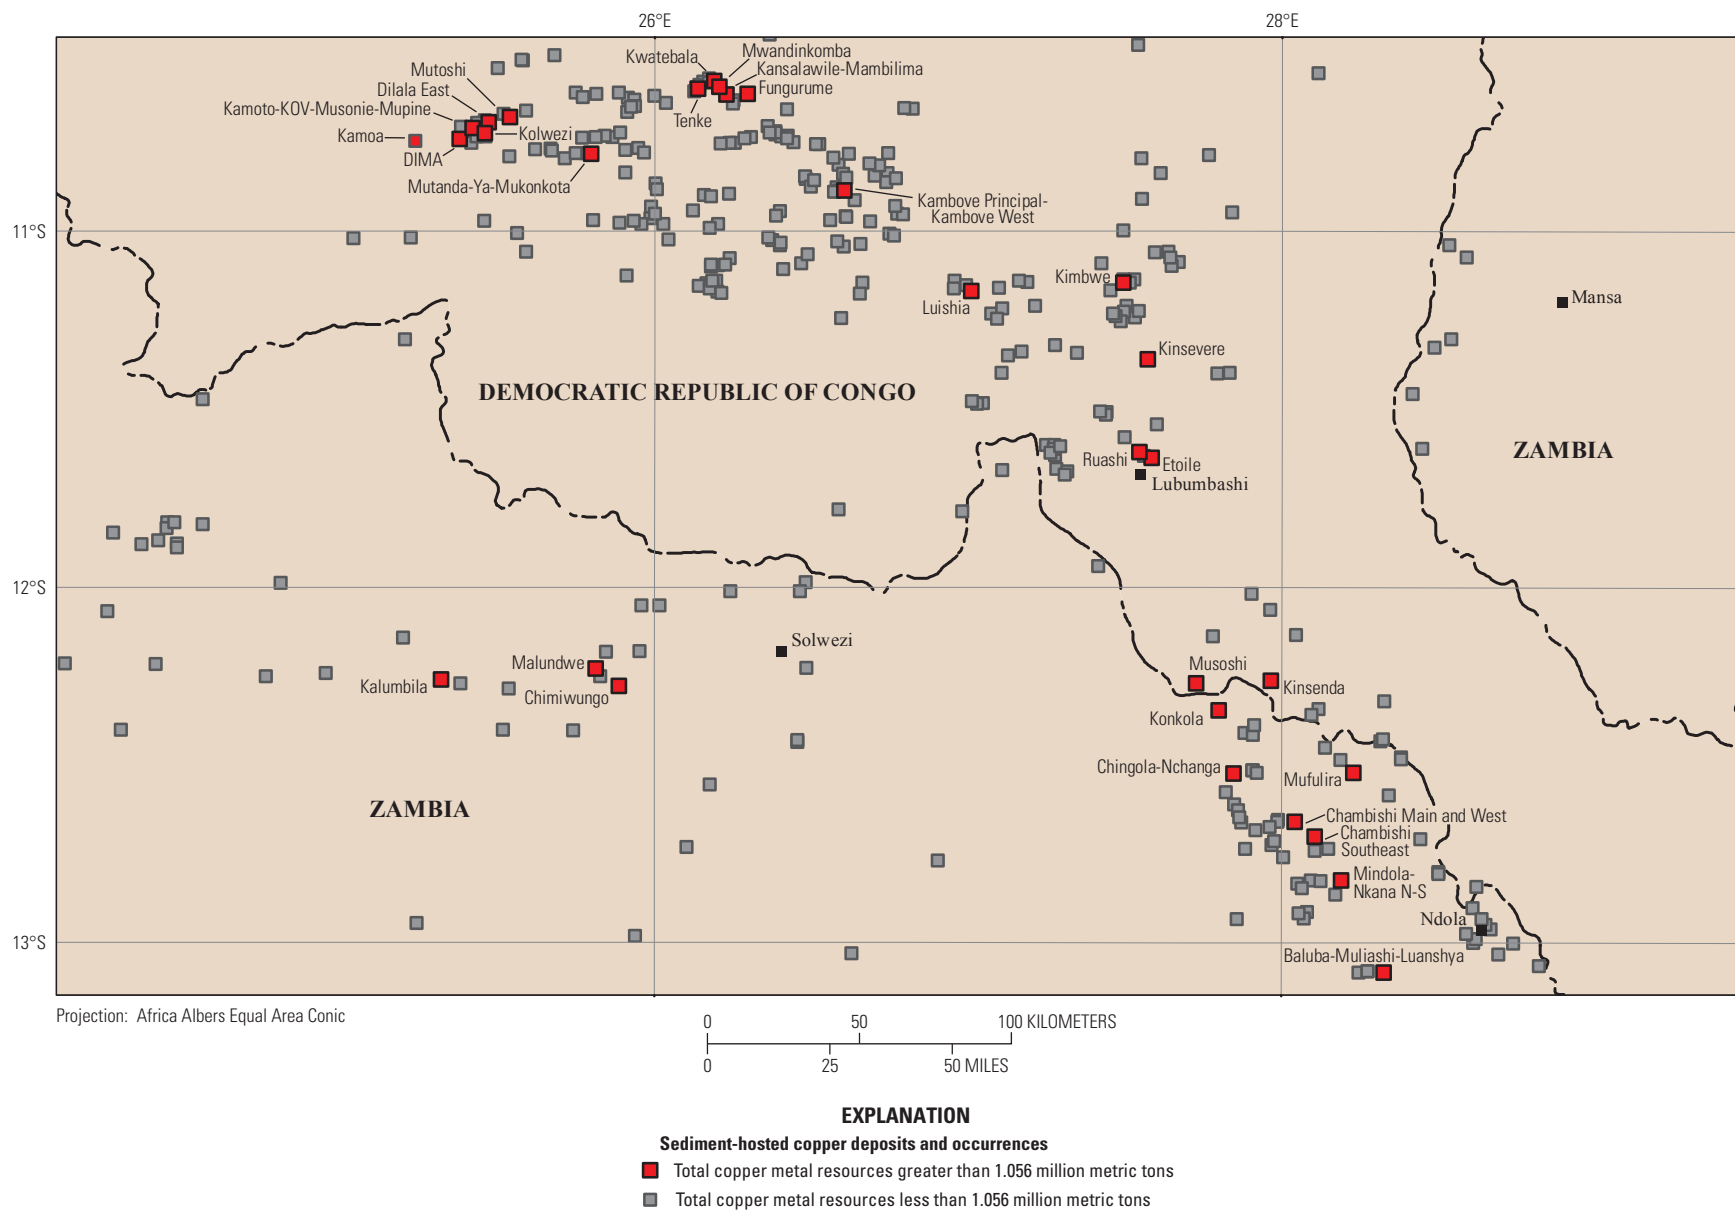 26°E
28°E
Kwatebala
Mwandinkomba
Kansalawile-Mambilima
Fungurume
Mutoshi
Dilala East
Kamoto-KOV-Musonie-Mupine
Tenke
Kamoa
Kolwezi
DIMA
Mutanda-Ya-Mukonkota
Kambove Principal-
Kambove West
11°S
Kimbwe
Luishia
Mansa
Kinsevere
DEMOCRATIC REPUBLIC OF CONGO
ZAMBIA
Ruashi
Etoile
Lubumbashi
12°S
Solwezi
Malundwe
Musoshi
Kalumbila
Chimiwungo
Kinsenda
Konkola
Chingola-Nchanga
Mufulira
ZAMBIA
Chambishi Main and West
Chambishi
Southeast
Mindola-
Nkana N-S
Ndola
13°S
Baluba-Muliashi-Luanshya
Projection: Africa Albers Equal Area Conic
0 50 100 KILOMETERS
0 25 50 MILES
EXPLANATION
Sediment-hosted copper deposits and occurrences
Total copper metal resources greater than 1.056 million metric tons
Total copper metal resources less than 1.056 million metric tons